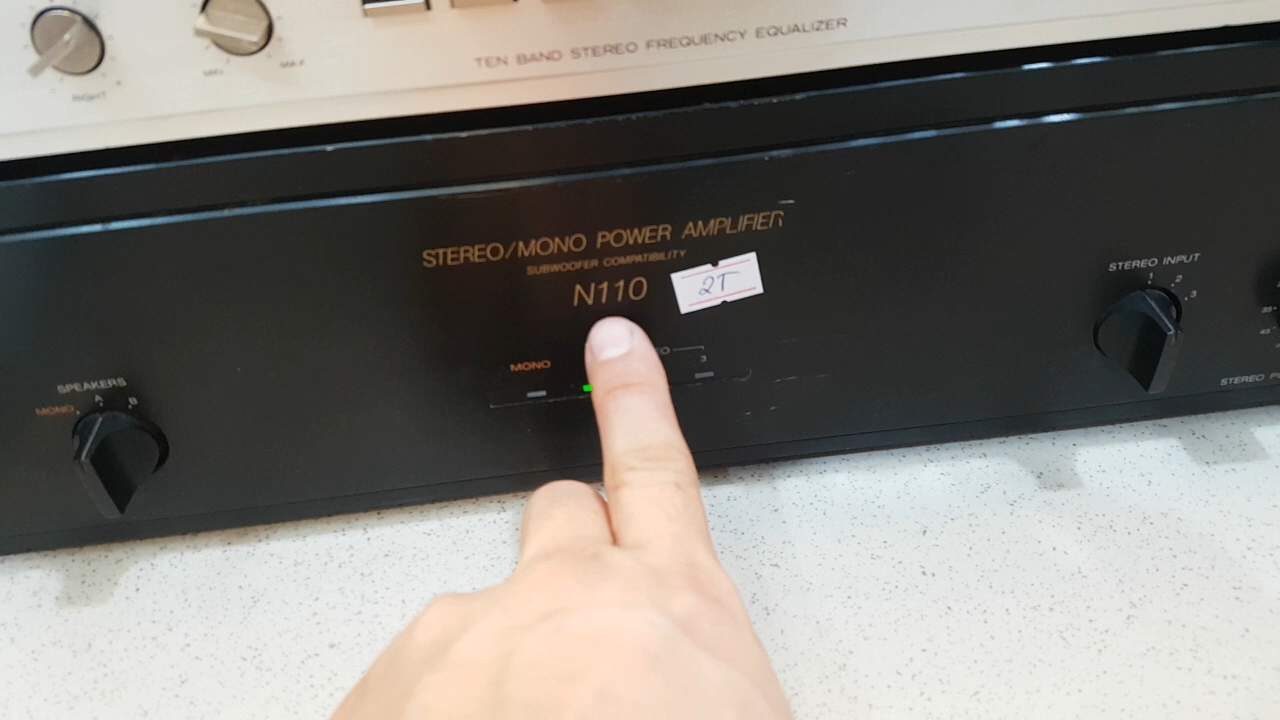 TEN BAND STEREO FREQUENCY EQUALIZER
MIN
MAX
RIGHT
STEREO/MONO POWER AMPLIFIER
SUBWOOFER COMPATIBILITY
N110
2T
MONO
3
SPEAKERS
MONO A B
STEREO INPUT
1 2 3
STEREO